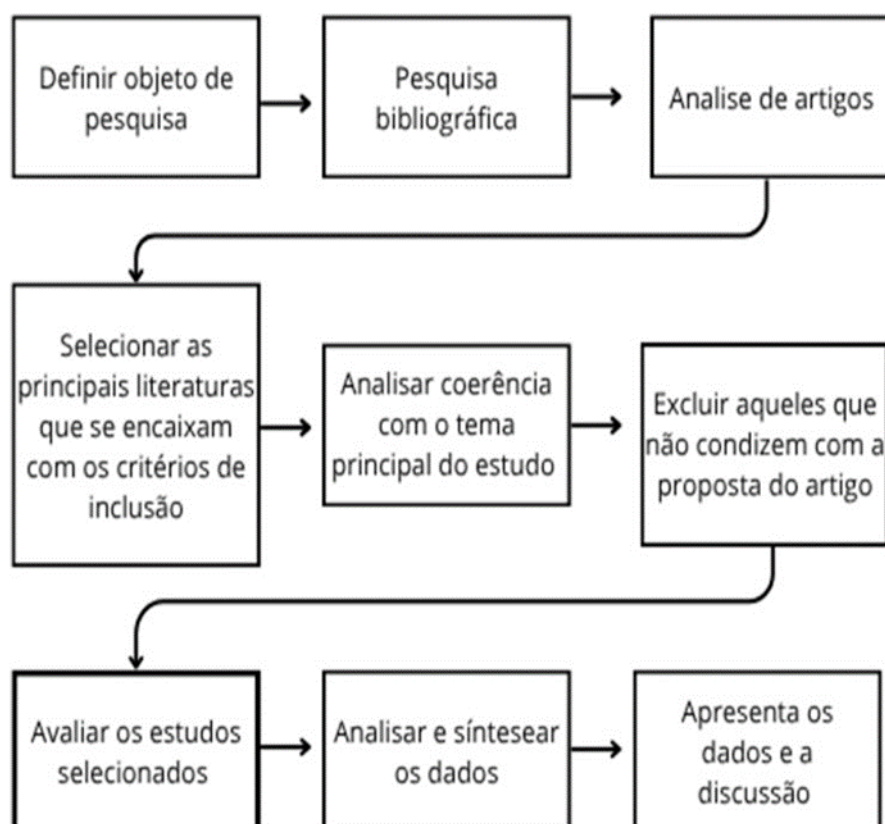 Definir objeto de
pesquisa
Pesquisa
bibliográfica
Analise de artigos
Selecionar as
principais literaturas
que se encaixam
com os critérios de
inclusão
Analisar coerência
com o tema
principal do estudo
Excluir aqueles que
não condizem com a
proposta do artigo
Avaliar os estudos
selecionados
Analisar e síntesear
os dados
Apresenta os
dados e a
discussão